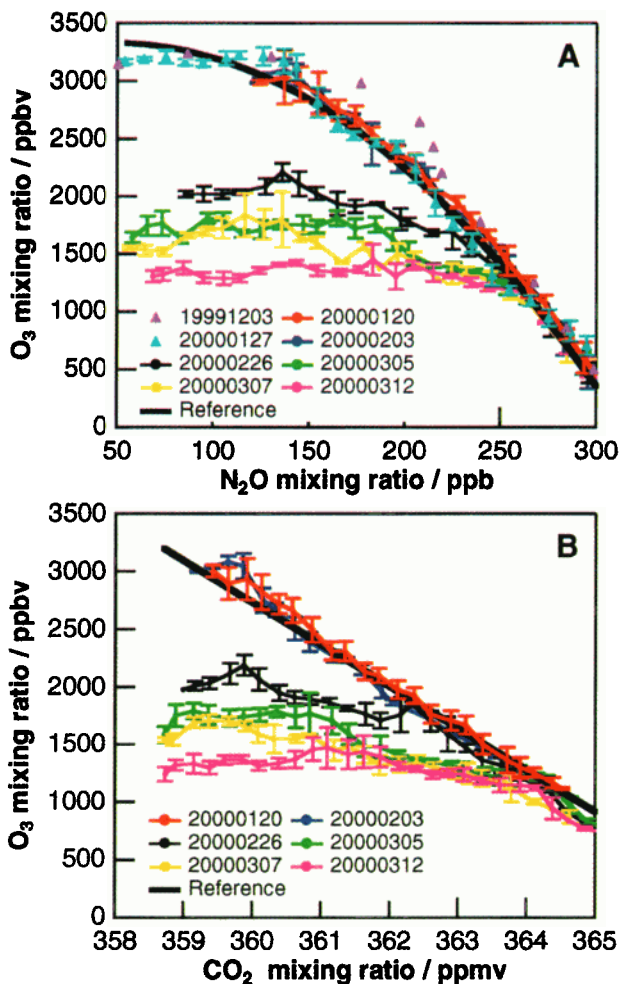 A
3500
3000
2500
2000
1500
1000
500
0
O3 mixing ratio / ppbv
19991203 20000120
20000127 20000203
20000226 20000305
20000307 20000312
Reference
50 100 150 200 250 300
N2O mixing ratio / ppb
B
3500
3000
2500
2000
1500
1000
500
0
O3 mixing ratio / ppbv
20000120 20000203
20000226 20000305
20000307 20000312
Reference
358 359 360 361 362 363 364 365
CO2 mixing ratio / ppmv